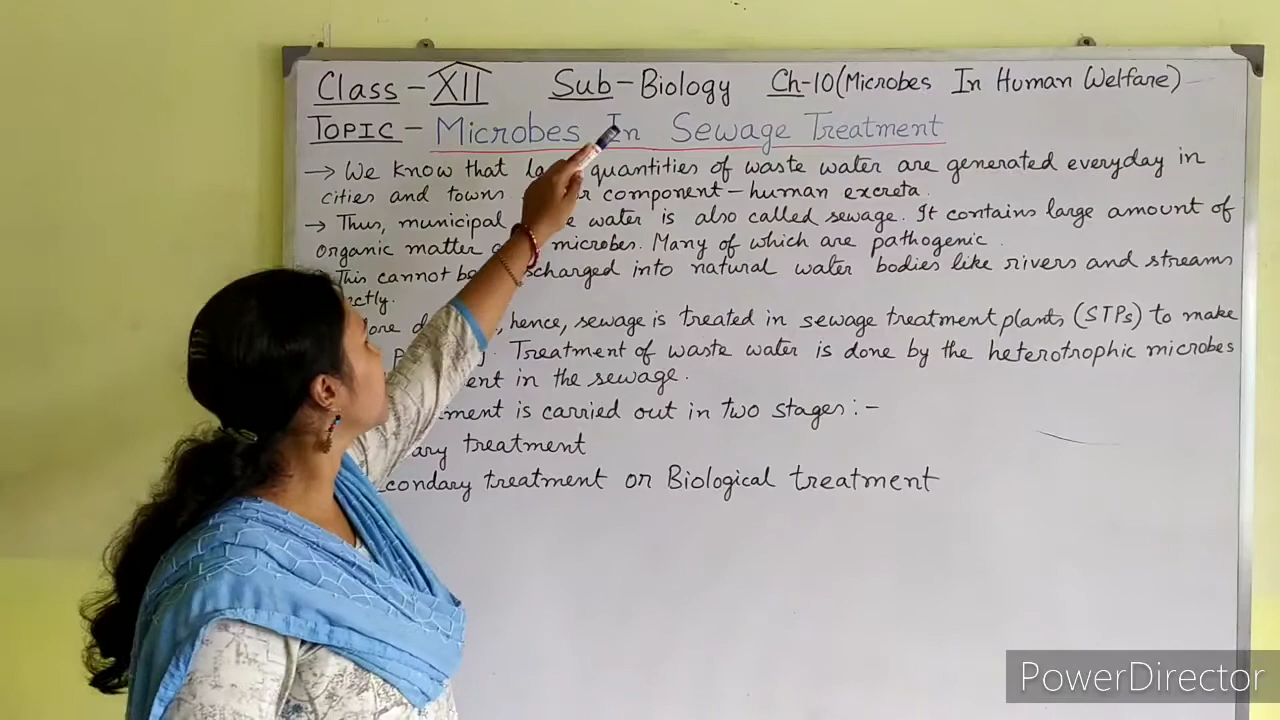 Class - XII Sub - Biology Ch-10 (Microbes In Human Welfare)
TOPIC - Microbes In Sewage Treatment
→ We know that quantities of waste water are generated everyday in
cities and towns component - human excreta.
→ Thus, municipal water is also called sewage. It contains large amount of
organic matter microbes. Many of which are pathogenic.
This cannot be into natural water bodies like rivers and streams
hence, sewage is treated in sewage treatment plants (STPs) to make
Treatment of waste water is done by the heterotrophic microbes
in the sewage.
is carried out in two stages :-
treatment
treatment or Biological treatment
PowerDirector